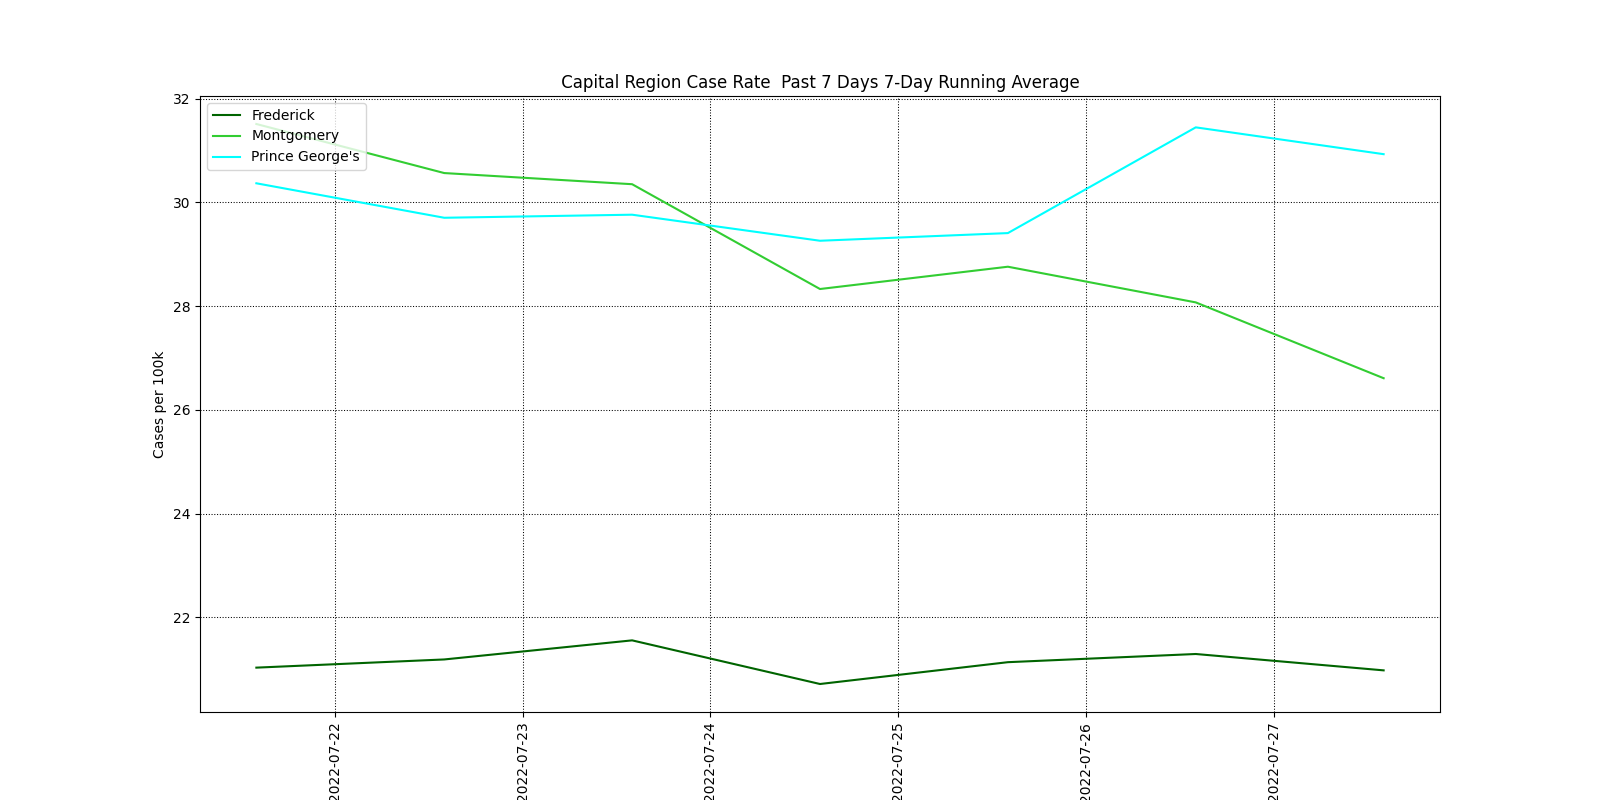 Capital Region Case Rate  Past 7 Days 7-Day Running Average
Frederick
Montgomery
Prince George's
Cases per 100k
32
30
28
26
24
22
2022-07-22
2022-07-23
2022-07-24
2022-07-25
2022-07-26
2022-07-27